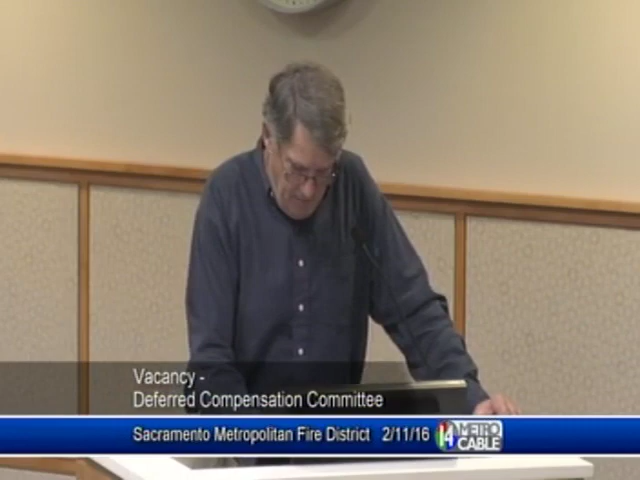 Vacancy -
Deferred Compensation Committee
Sacramento Metropolitan Fire District 2/11/16 14 METRO CABLE